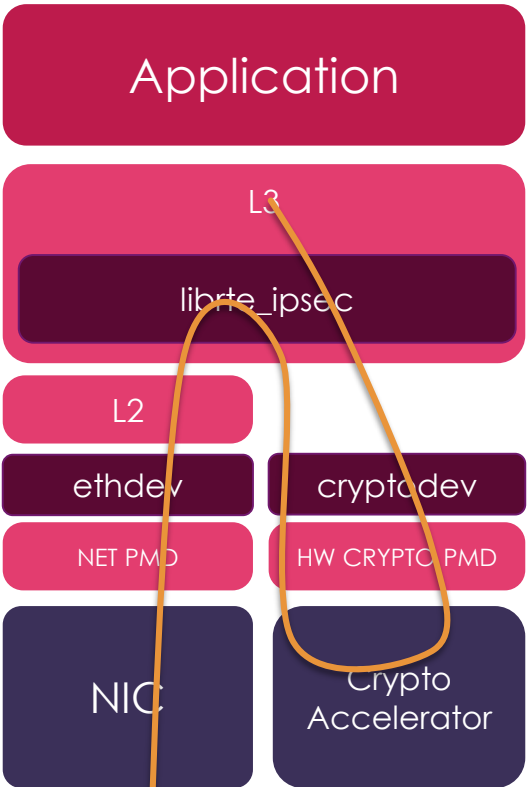 Application
L3
librte_ipsec
L2
ethdev
cryptodev
NET PMD
HW CRYPTO PMD
NIC
Crypto
Accelerator